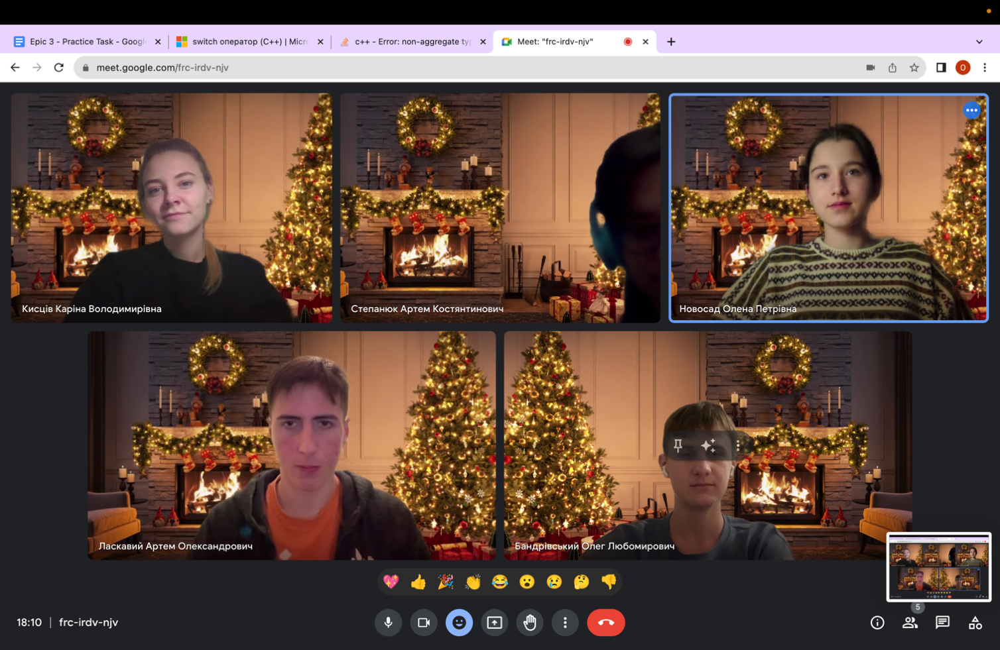 Epic 3 - Practice Task - Googl
switch оператор (C++) | Micr
c++ - Error: non-aggregate typ
Meet: "frc-irdv-njv"
meet.google.com/frc-irdv-njv
O
Кисців Каріна Володимирівна
Степанюк Артем Костянтинович
Новосад Олена Петрівна
Ласкавий Артем Олександрович
Бандрівський Олег Любомирович
5
18:10 | frc-irdv-njv